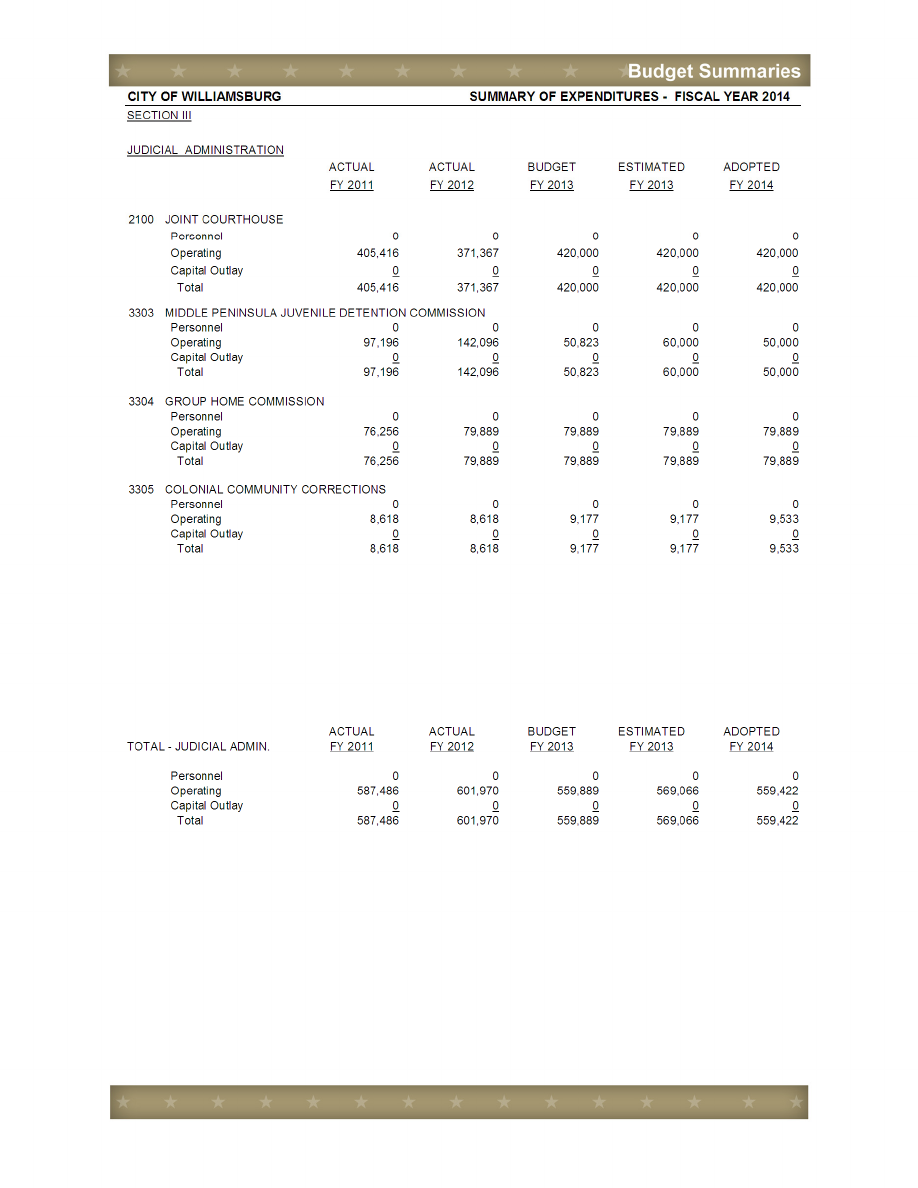 Budget Summaries
CITY OF WILLIAMSBURG SUMMARY OF EXPENDITURES - FISCAL YEAR 2014
SECTION III
JUDICIAL ADMINISTRATION
ACTUAL ACTUAL BUDGET ESTIMATED ADOPTED
FY 2011 FY 2012 FY 2013 FY 2013 FY 2014
2100 JOINT COURTHOUSE
Personnel 0 0 0 0 0
Operating 405,416 371,367 420,000 420,000 420,000
Capital Outlay 0 0 0 0 0
Total 405,416 371,367 420,000 420,000 420,000
3303 MIDDLE PENINSULA JUVENILE DETENTION COMMISSION
Personnel 0 0 0 0 0
Operating 97,196 142,096 50,823 60,000 50,000
Capital Outlay 0 0 0 0 0
Total 97,196 142,096 50,823 60,000 50,000
3304 GROUP HOME COMMISSION
Personnel 0 0 0 0 0
Operating 76,256 79,889 79,889 79,889 79,889
Capital Outlay 0 0 0 0 0
Total 76,256 79,889 79,889 79,889 79,889
3305 COLONIAL COMMUNITY CORRECTIONS
Personnel 0 0 0 0 0
Operating 8,618 8,618 9,177 9,177 9,533
Capital Outlay 0 0 0 0 0
Total 8,618 8,618 9,177 9,177 9,533
ACTUAL ACTUAL BUDGET ESTIMATED ADOPTED
TOTAL - JUDICIAL ADMIN. FY 2011 FY 2012 FY 2013 FY 2013 FY 2014
Personnel 0 0 0 0 0
Operating 587,486 601,970 559,889 569,066 559,422
Capital Outlay 0 0 0 0 0
Total 587,486 601,970 559,889 569,066 559,422